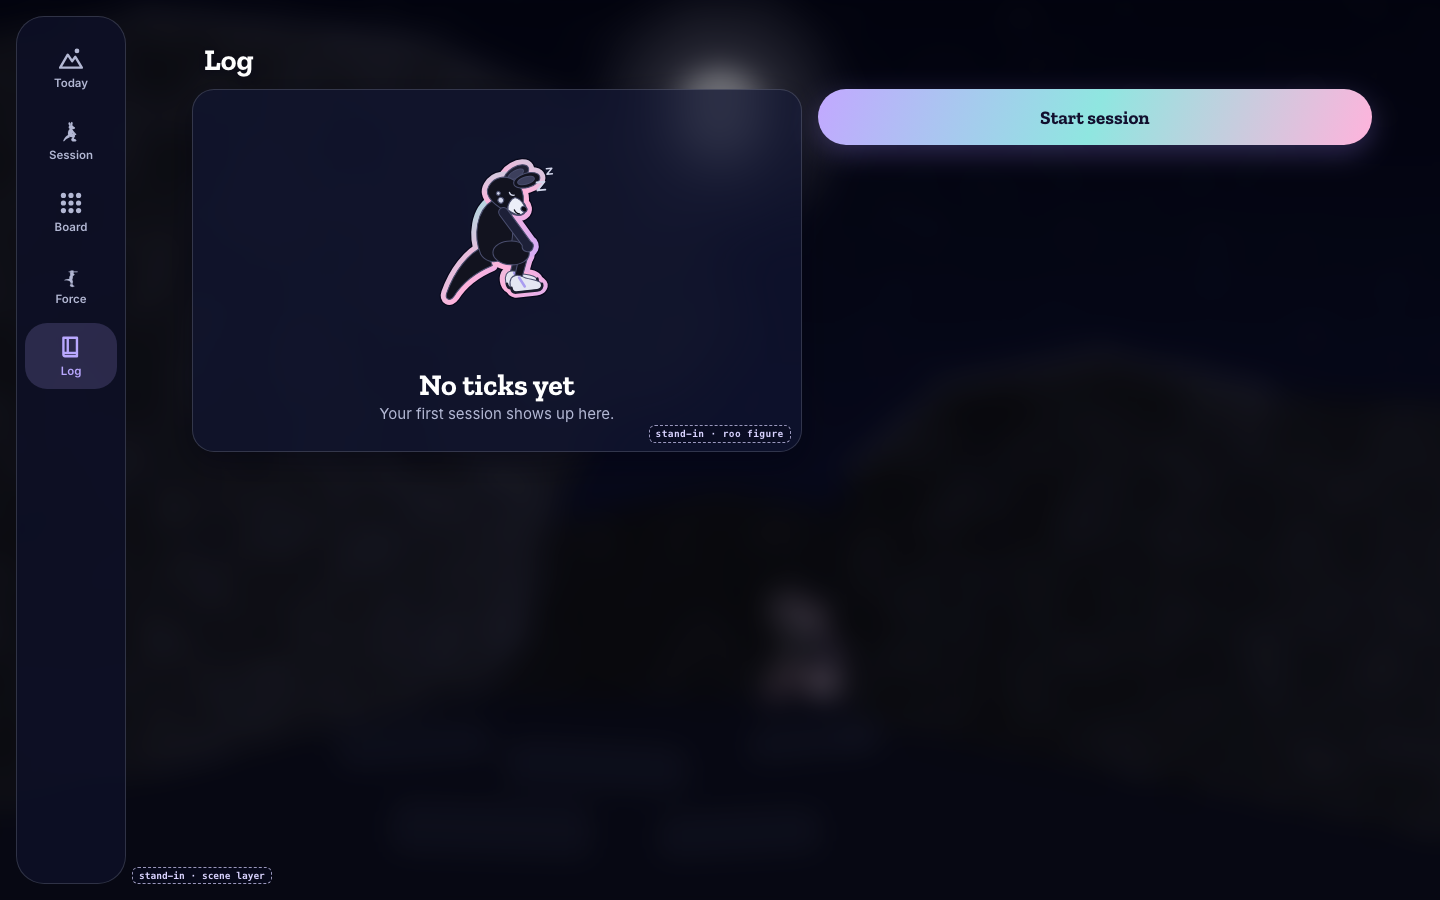 Today
Session
Board
Force
Log
Log
z
z
No ticks yet
Your first session shows up here.
stand-in · roo figure
Start session
stand-in · scene layer